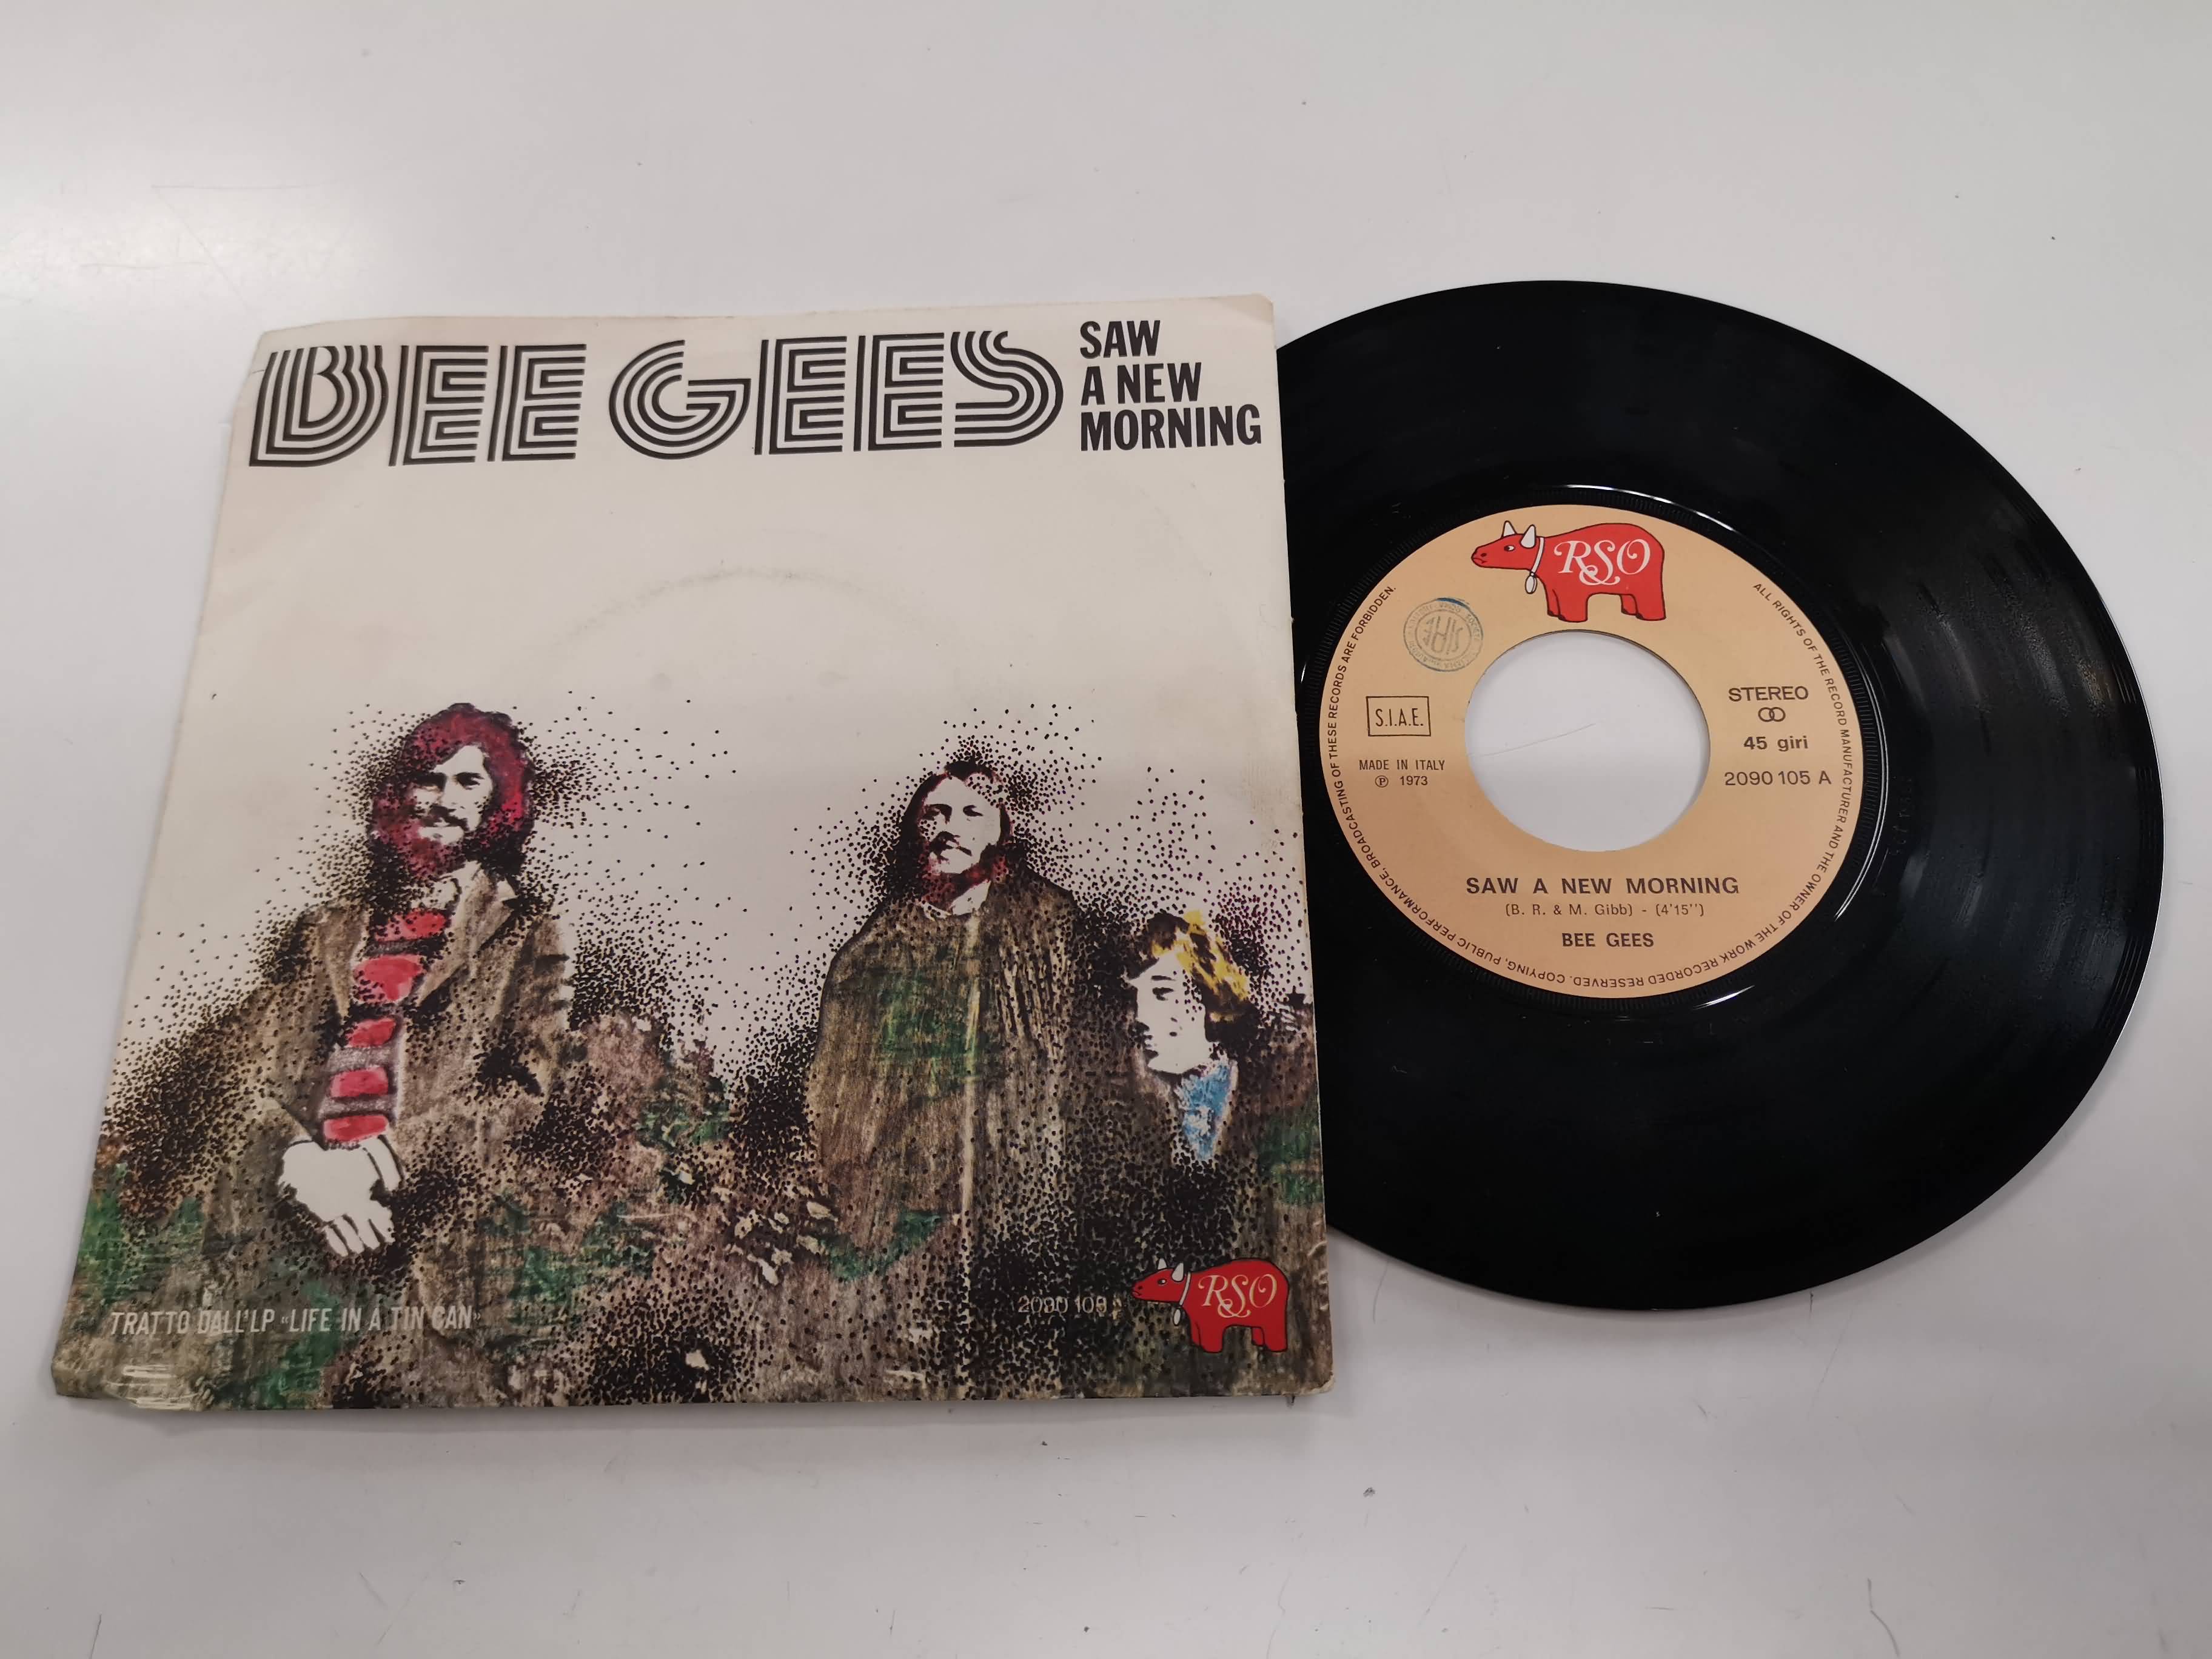 BEE GEES
SAW
A NEW
MORNING
TRATTO DALL'LP «LIFE IN A TIN CAN»
RSO
RSO
S.I.A.E.
MADE IN ITALY
Ⓟ 1973
STEREO
45 giri
2090 105 A
SAW A NEW MORNING
(B. R. & M. Gibb) - (4'15'')
BEE GEES
ALL RIGHTS OF THE RECORD MANUFACTURER AND THE OWNER OF THE WORK RECORDED RESERVED. COPYING, PUBLIC PERFORMANCE, BROADCASTING OF THESE RECORDS ARE FORBIDDEN.